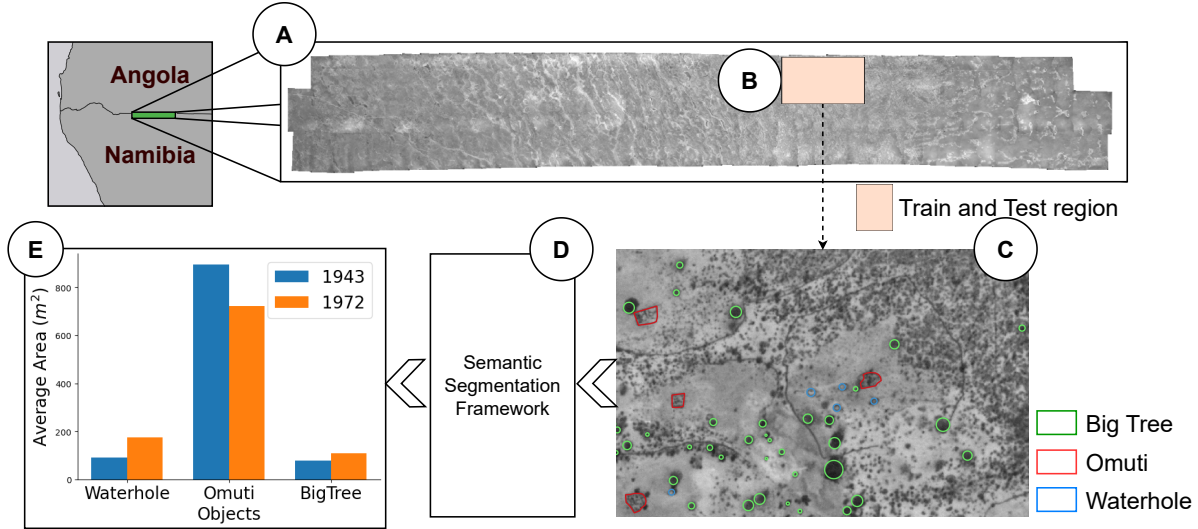 A
Angola
Namibia
B
Train and Test region
E
Average Area (m²)
800
600
400
200
0
1943
1972
Waterhole
Omuti
BigTree
Objects
D
Semantic
Segmentation
Framework
C
Big Tree
Omuti
Waterhole